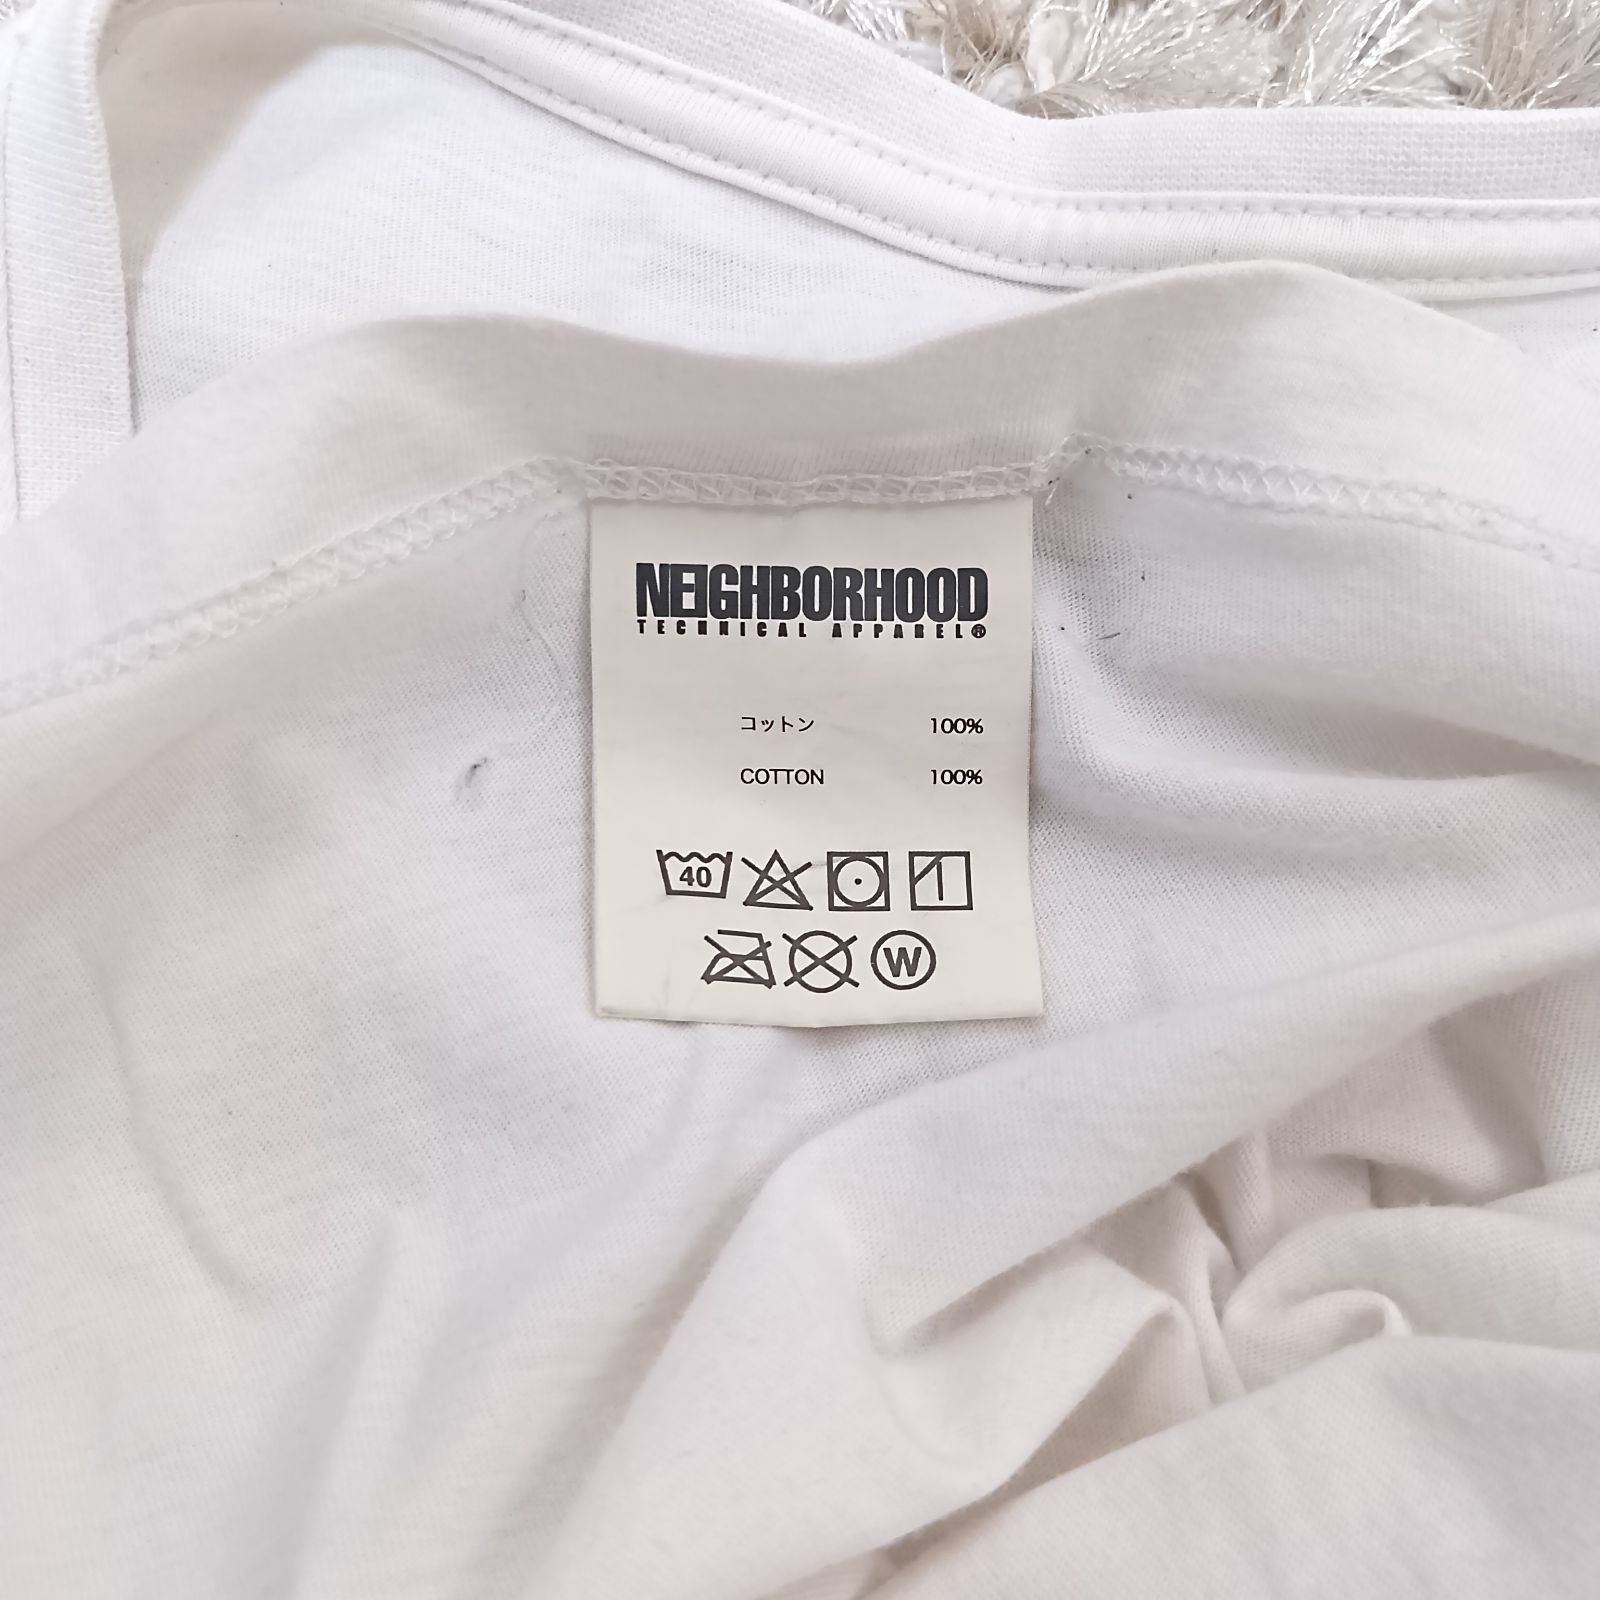 NEIGHBORHOOD
TECHNICAL APPAREL®
コットン 100%
COTTON 100%
40
W